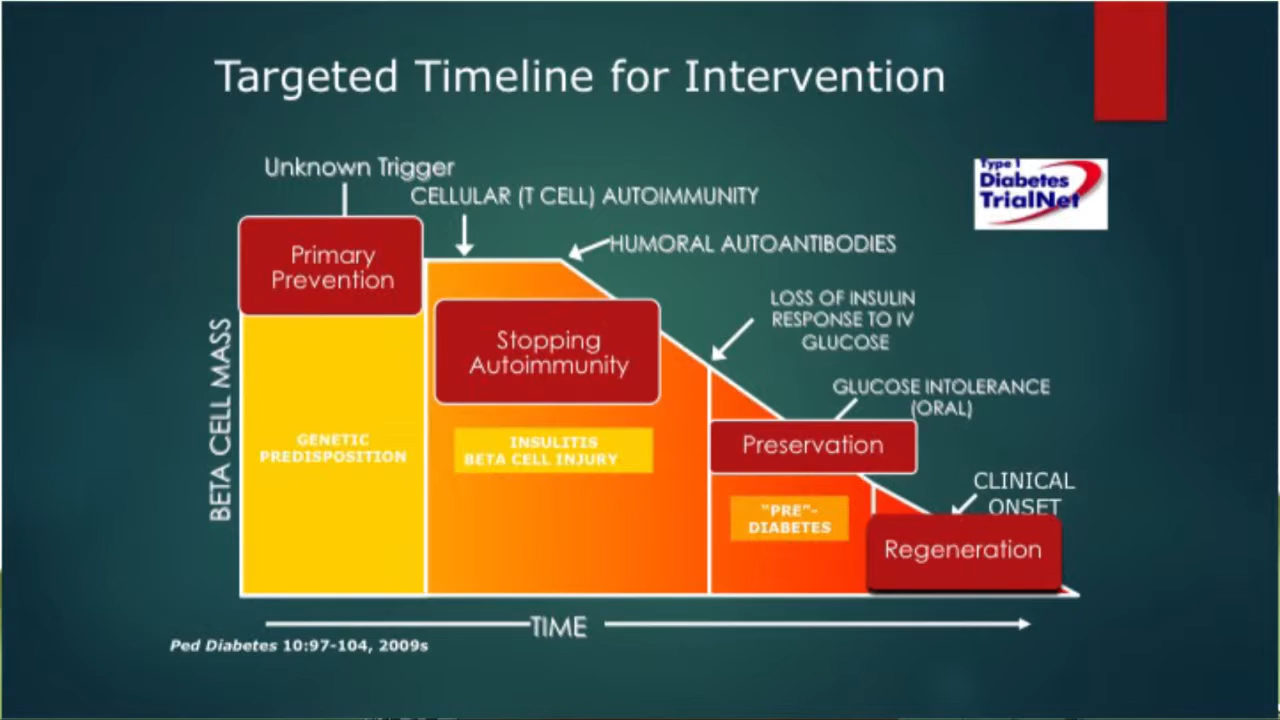 Targeted Timeline for Intervention
Unknown Trigger
CELLULAR (T CELL) AUTOIMMUNITY
Type 1
Diabetes
TrialNet
HUMORAL AUTOANTIBODIES
Primary
Prevention
LOSS OF INSULIN
RESPONSE TO IV
GLUCOSE
Stopping
Autoimmunity
GLUCOSE INTOLERANCE
(ORAL)
BETA CELL MASS
GENETIC
PREDISPOSITION
INSULITIS
BETA CELL INJURY
Preservation
CLINICAL
ONSET
"PRE"-
DIABETES
Regeneration
TIME
Ped Diabetes 10:97-104, 2009s